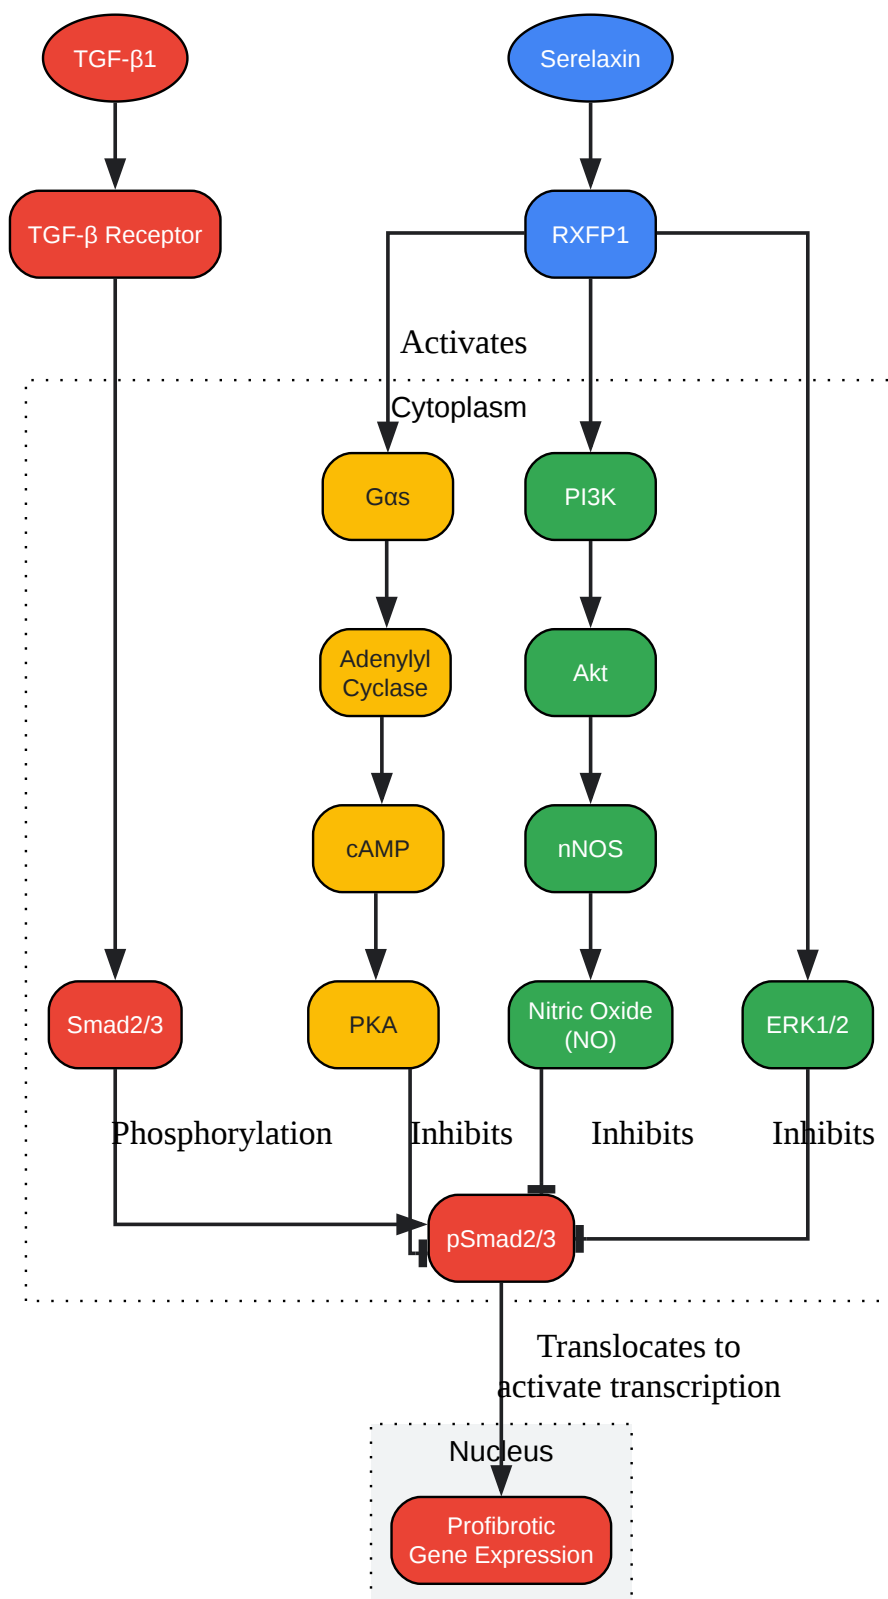 TGF-β1
Serelaxin
TGF-β Receptor
RXFP1
Activates
Cytoplasm
Gαs
PI3K
Adenylyl
Cyclase
Akt
cAMP
nNOS
Smad2/3
PKA
Nitric Oxide
(NO)
ERK1/2
Phosphorylation
Inhibits
Inhibits
Inhibits
pSmad2/3
Translocates to
activate transcription
Nucleus
Profibrotic
Gene Expression